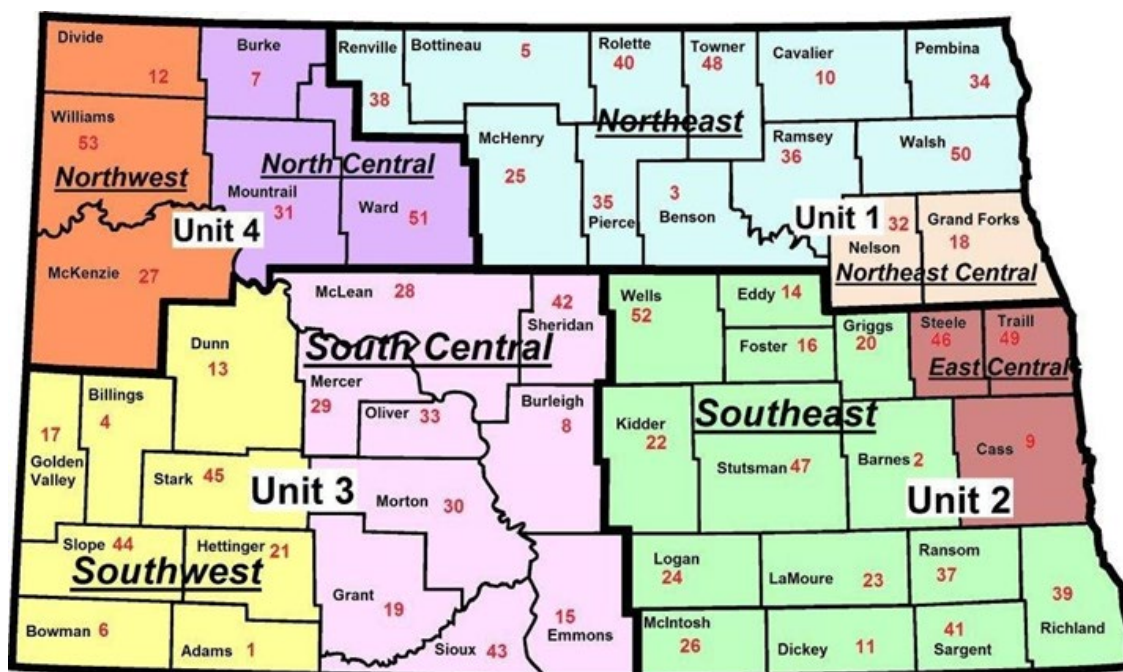 Divide
12
Burke
7
Renville
38
Bottineau
5
Rolette
40
Towner
48
Cavalier
10
Pembina
34
Williams
53
Northwest
North Central
Mountrail
31
Ward
51
McHenry
25
Northeast
Pierce
35
Benson
3
Ramsey
36
Walsh
50
Unit 4
Unit 1
Nelson
32
Grand Forks
18
Northeast Central
McKenzie
27
McLean
28
Sheridan
42
Wells
52
Eddy 14
Foster 16
Griggs
20
Steele
46
Traill
49
East Central
Dunn
13
South Central
Mercer
29
Oliver
33
Burleigh
8
Billings
4
17
Golden
Valley
Kidder
22
Southeast
Stutsman 47
Barnes 2
Cass
9
Stark 45
Unit 3
Morton
30
Unit 2
Slope 44
Hettinger 21
Southwest
Grant
19
Logan
24
LaMoure 23
Ransom
37
39
Richland
Bowman 6
Adams 1
Sioux 43
15
Emmons
McIntosh
26
Dickey 11
41
Sargent